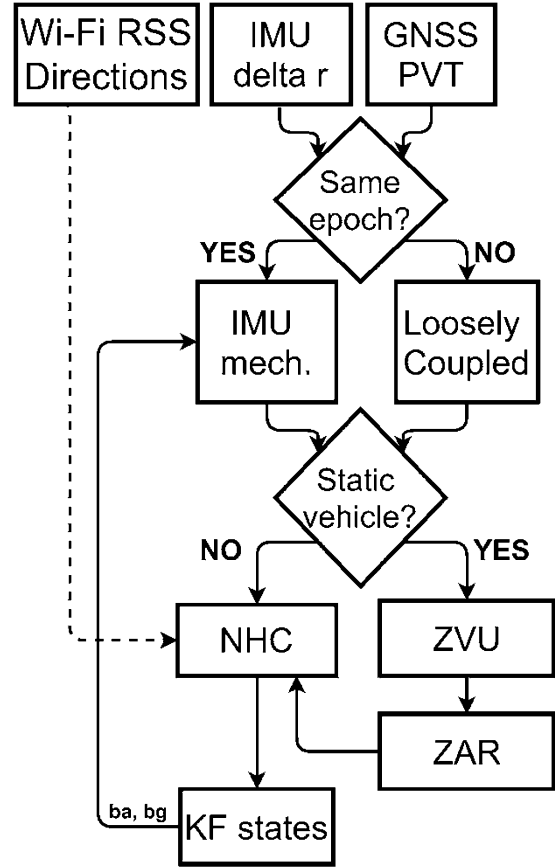 Wi-Fi RSS
Directions
IMU
delta r
GNSS
PVT
Same
epoch?
YES
NO
IMU
mech.
Loosely
Coupled
Static
vehicle?
NO
YES
NHC
ZVU
ZAR
ba, bg
KF states